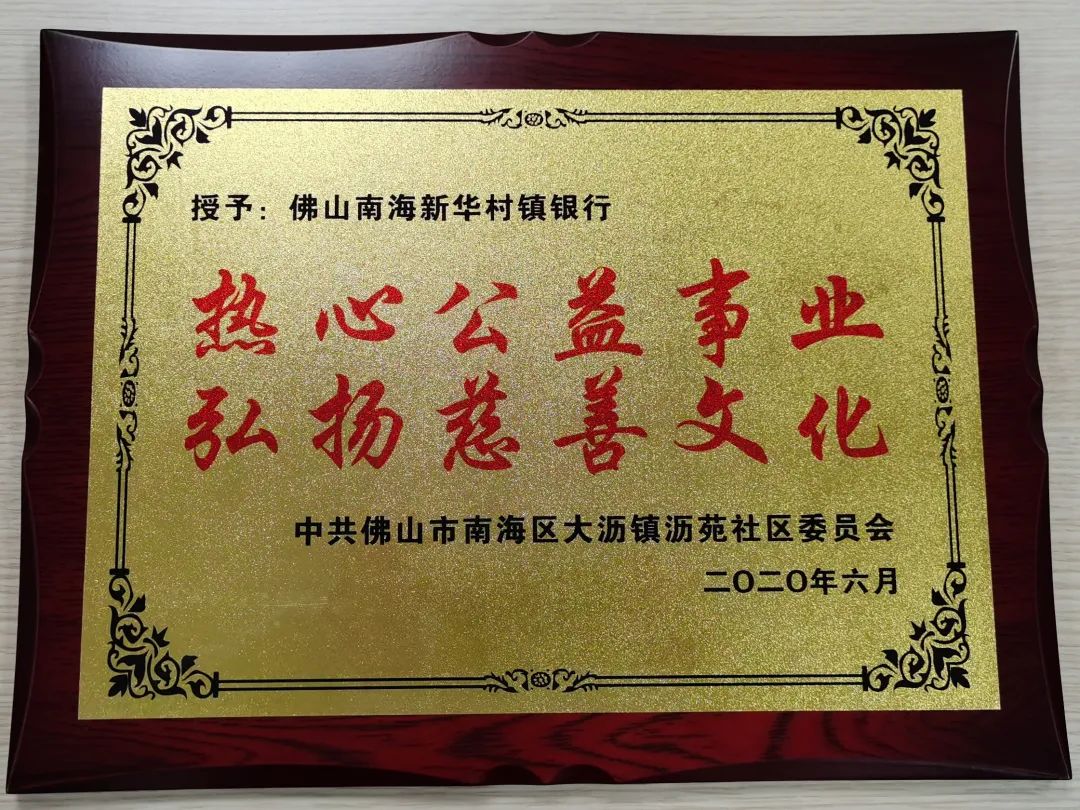 授予：佛山南海新华村镇银行
热心公益事业
弘扬慈善文化
中共佛山市南海区大沥镇沥苑社区委员会
二〇二〇年六月